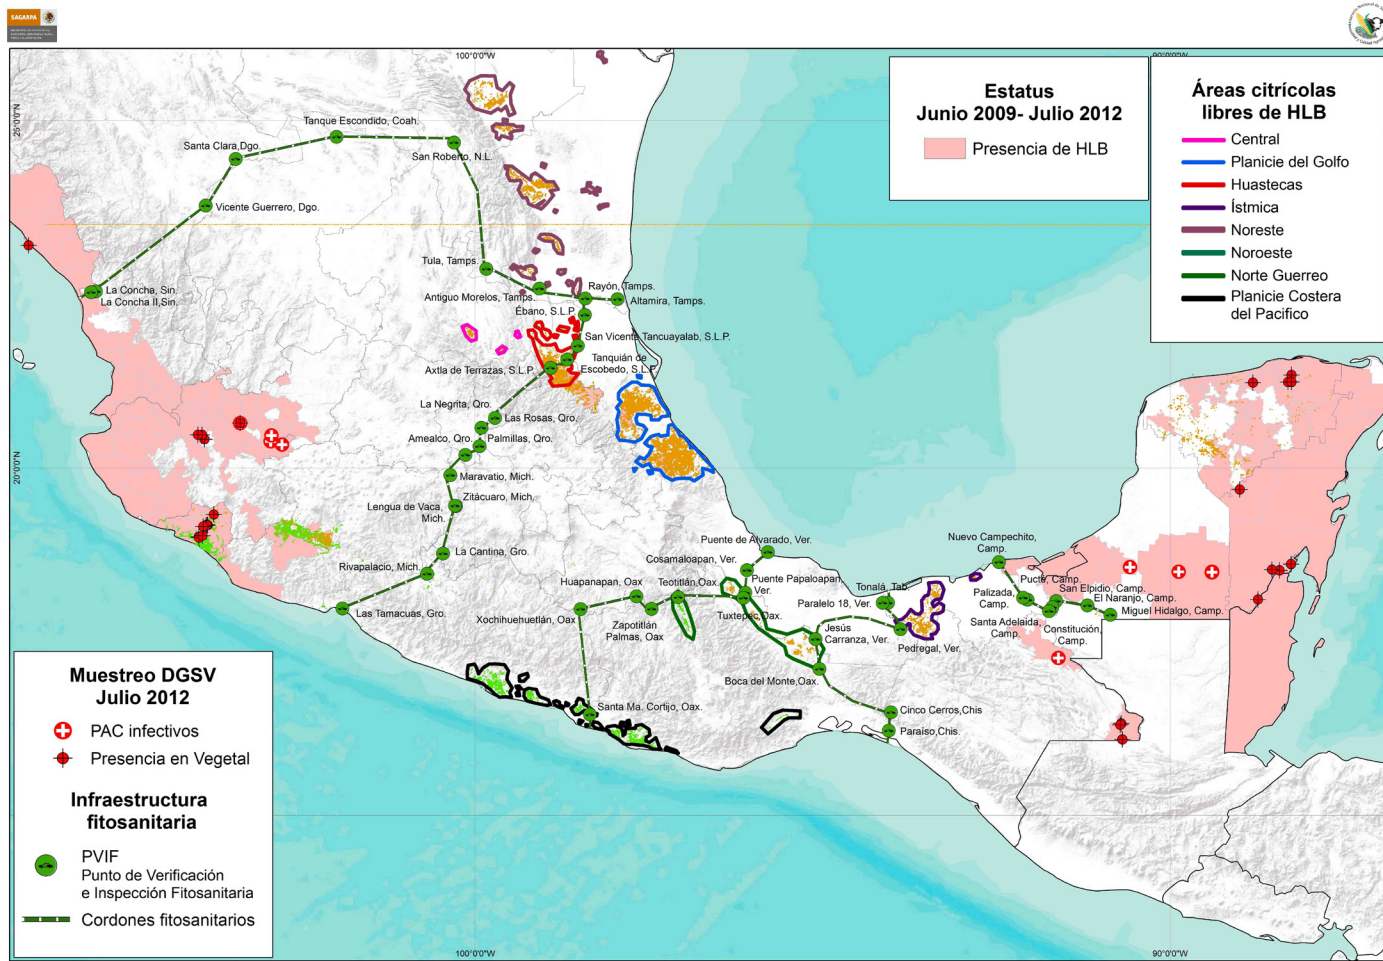 SAGARPA
100°0'0"W
90°0'0"W
25°0'0"N
20°0'0"N
Estatus
Junio 2009- Julio 2012
Presencia de HLB
Áreas citrícolas
libres de HLB
Central
Planicie del Golfo
Huastecas
Ístmica
Noreste
Noroeste
Norte Guerreo
Planicie Costera
del Pacifico
Tanque Escondido, Coah.
Santa Clara,Dgo.
San Roberto, N.L.
Vicente Guerrero, Dgo.
Tula, Tamps.
La Concha, Sin.
La Concha II,Sin.
Antiguo Morelos, Tamps.
Rayón, Tamps.
Altamira, Tamps.
Ébano, S.L.P.
San Vicente Tancuayalab, S.L.P.
Tanquián de
Escobedo, S.L.P.
Axtla de Terrazas, S.L.P.
La Negrita, Qro.
Las Rosas, Qro.
Amealco, Qro.
Palmillas, Qro.
Maravatio, Mich.
Zitácuaro, Mich.
Lengua de Vaca,
Mich.
La Cantina, Gro.
Rivapalacio, Mich.
Las Tamacuas, Gro.
Puente de Alvarado, Ver.
Cosamaloapan, Ver.
Huapanapan, Oax
Teotitlán,Oax.
Puente Papaloapan,
Ver.
Xochihuehuetlán, Oax
Zapotitlán
Palmas, Oax
Tuxtepec,Oax.
Tonalá, Tab.
Paralelo 18, Ver.
Jesús
Carranza, Ver.
Pedregal, Ver.
Boca del Monte,Oax.
Santa Ma. Cortijo, Oax.
Cinco Cerros,Chis
Paraíso,Chis.
Nuevo Campechito,
Camp.
Pucté, Camp.
San Elpidio, Camp.
Palizada,
Camp.
El Naranjo, Camp.
Miguel Hidalgo, Camp.
Santa Adelaida,
Camp.
Constitución,
Camp.
Muestreo DGSV
Julio 2012
PAC infectivos
Presencia en Vegetal
Infraestructura
fitosanitaria
PVIF
Punto de Verificación
e Inspección Fitosanitaria
Cordones fitosanitarios
100°0'0"W
90°0'0"W